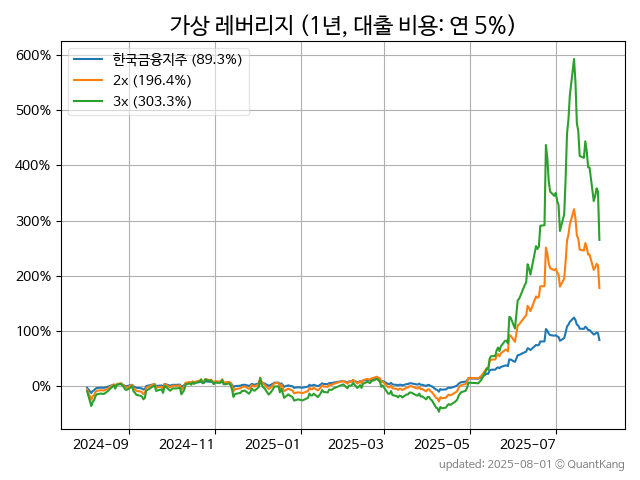 가상 레버리지 (1년, 대출 비용: 연 5%)
한국금융지주 (89.3%)
2x (196.4%)
3x (303.3%)
600%
500%
400%
300%
200%
100%
0%
2024-09
2024-11
2025-01
2025-03
2025-05
2025-07
updated: 2025-08-01 © QuantKang